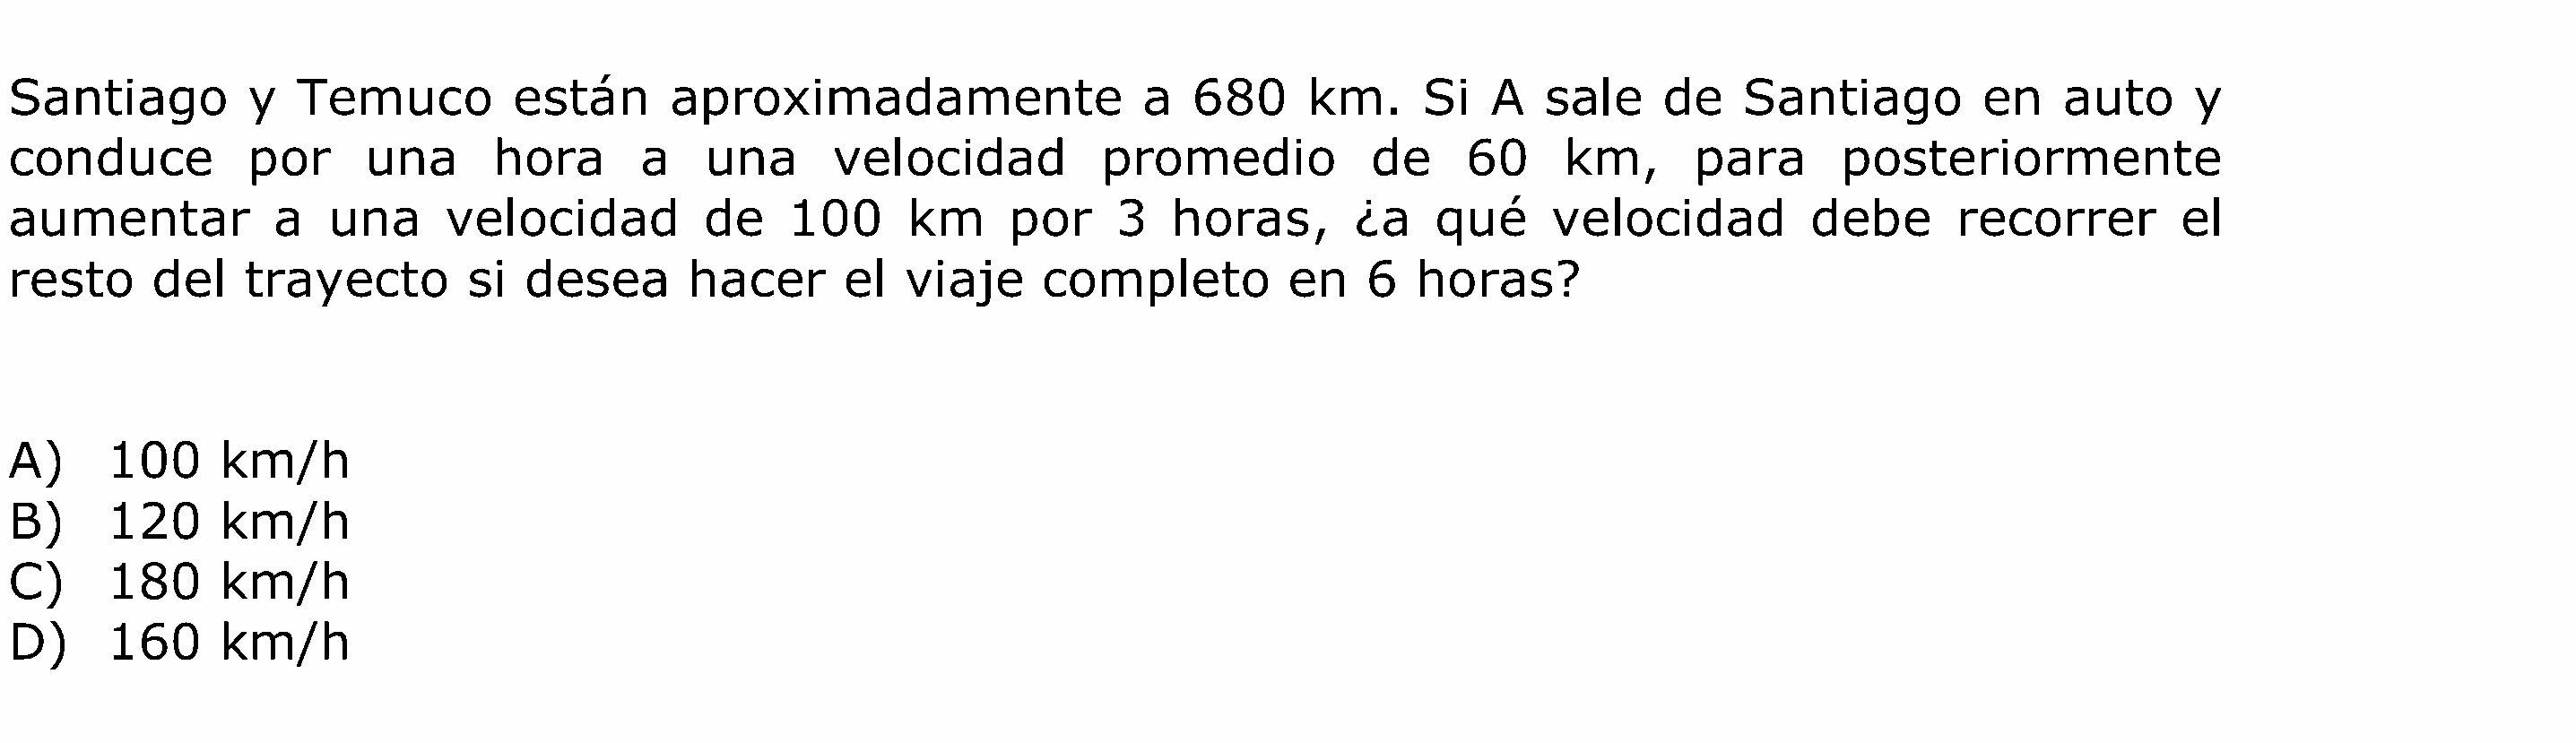 Santiago y Temuco están aproximadamente a 680 km. Si A sale de Santiago en auto y
conduce por una hora a una velocidad promedio de 60 km, para posteriormente
aumentar a una velocidad de 100 km por 3 horas, ¿a qué velocidad debe recorrer el
resto del trayecto si desea hacer el viaje completo en 6 horas?
A) 100 km/h
B) 120 km/h
C) 180 km/h
D) 160 km/h